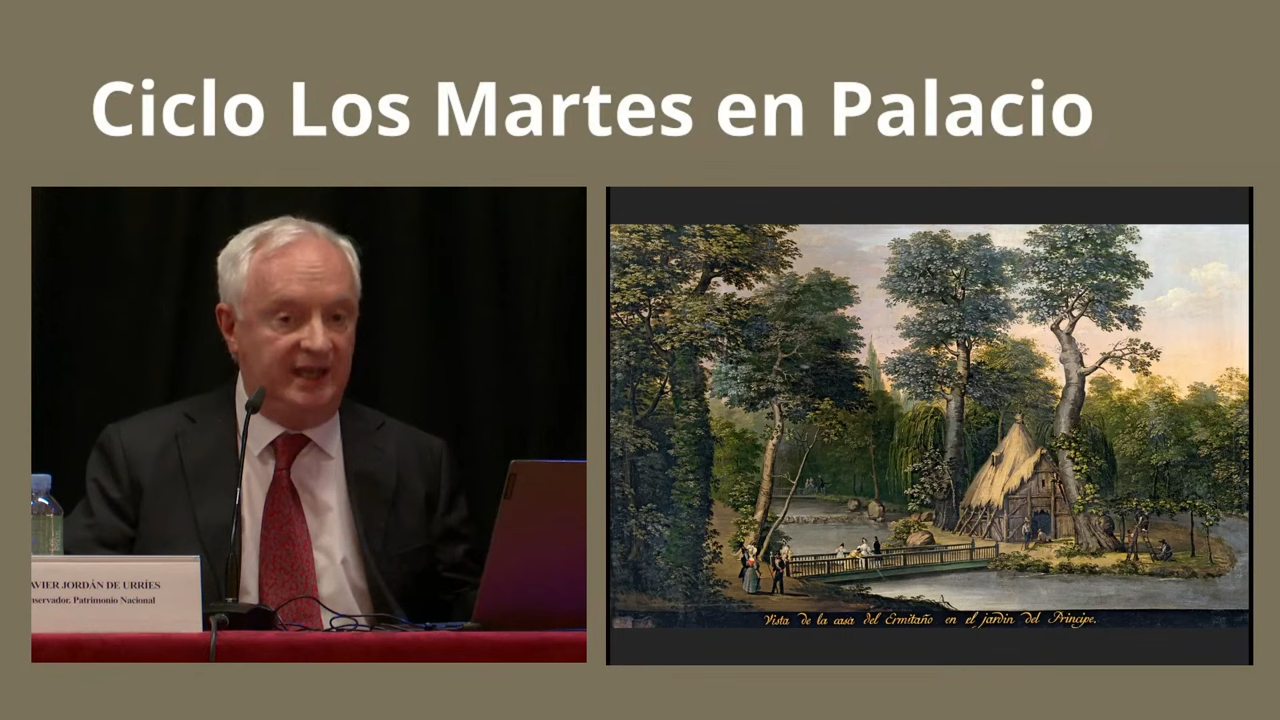 Ciclo Los Martes en Palacio
AVIER JORDÁN DE URRÍES
nservador. Patrimonio Nacional
Vista de la casa del Ermitaño en el jardin del Principe.